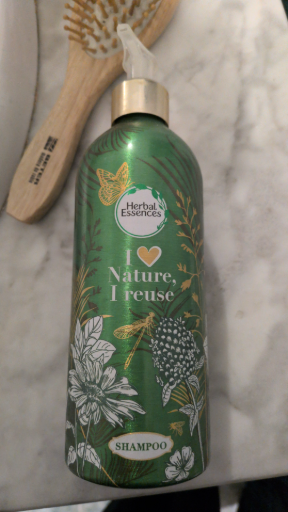 Herbal
Essences
I
Nature,
I reuse
SHAMPOO